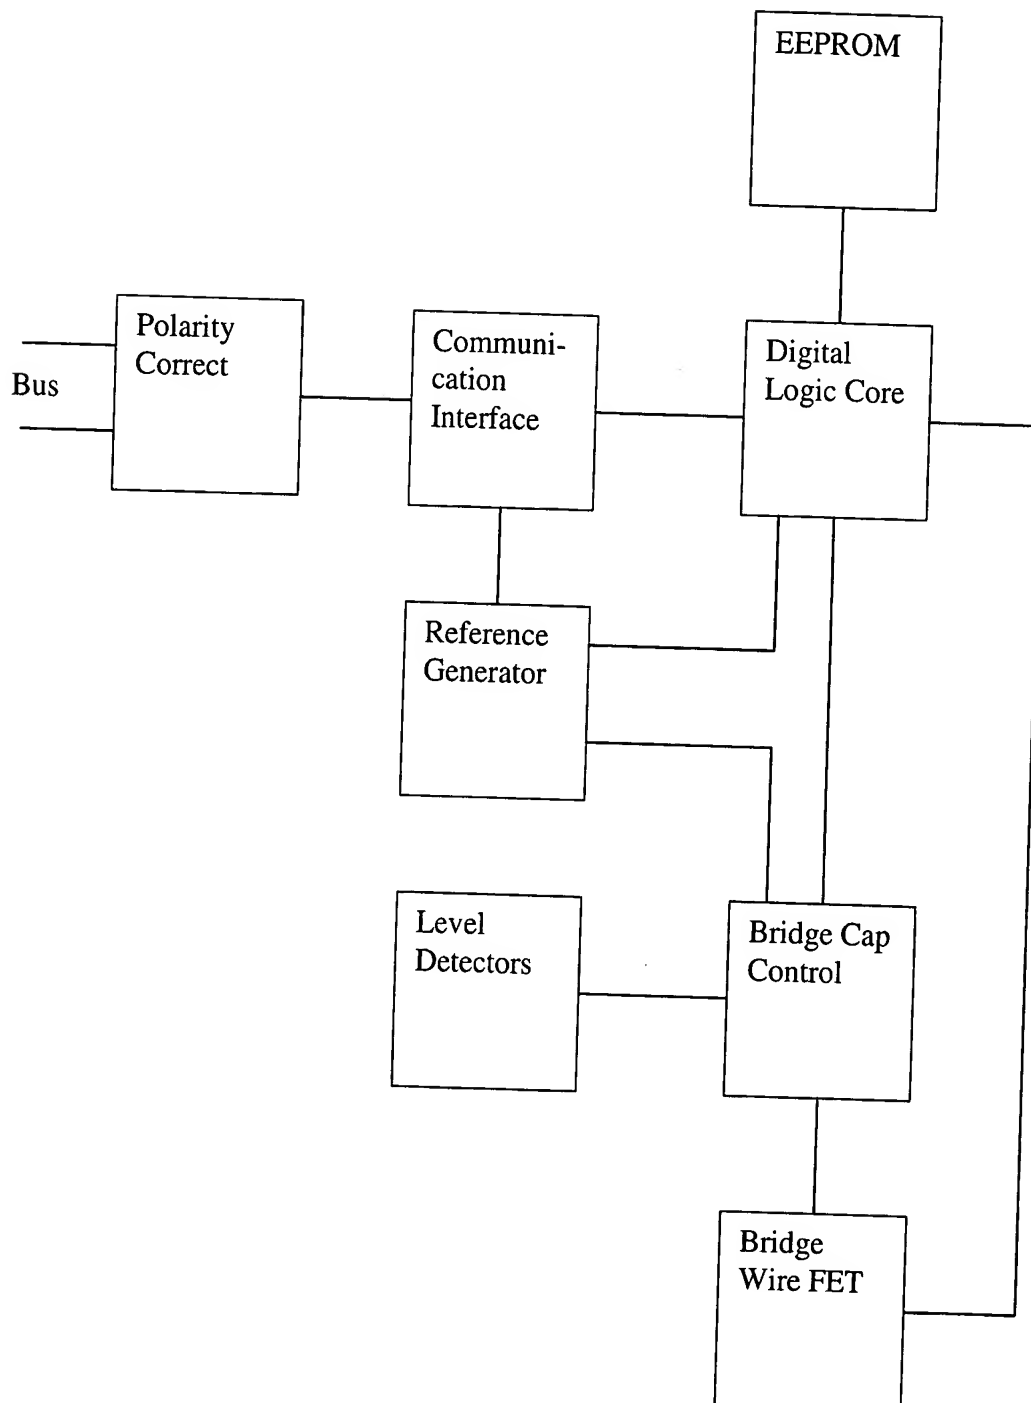 EEPROM
Polarity
Correct
Bus
Communi-
cation
Interface
Digital
Logic Core
Reference
Generator
Level
Detectors
Bridge Cap
Control
Bridge
Wire FET